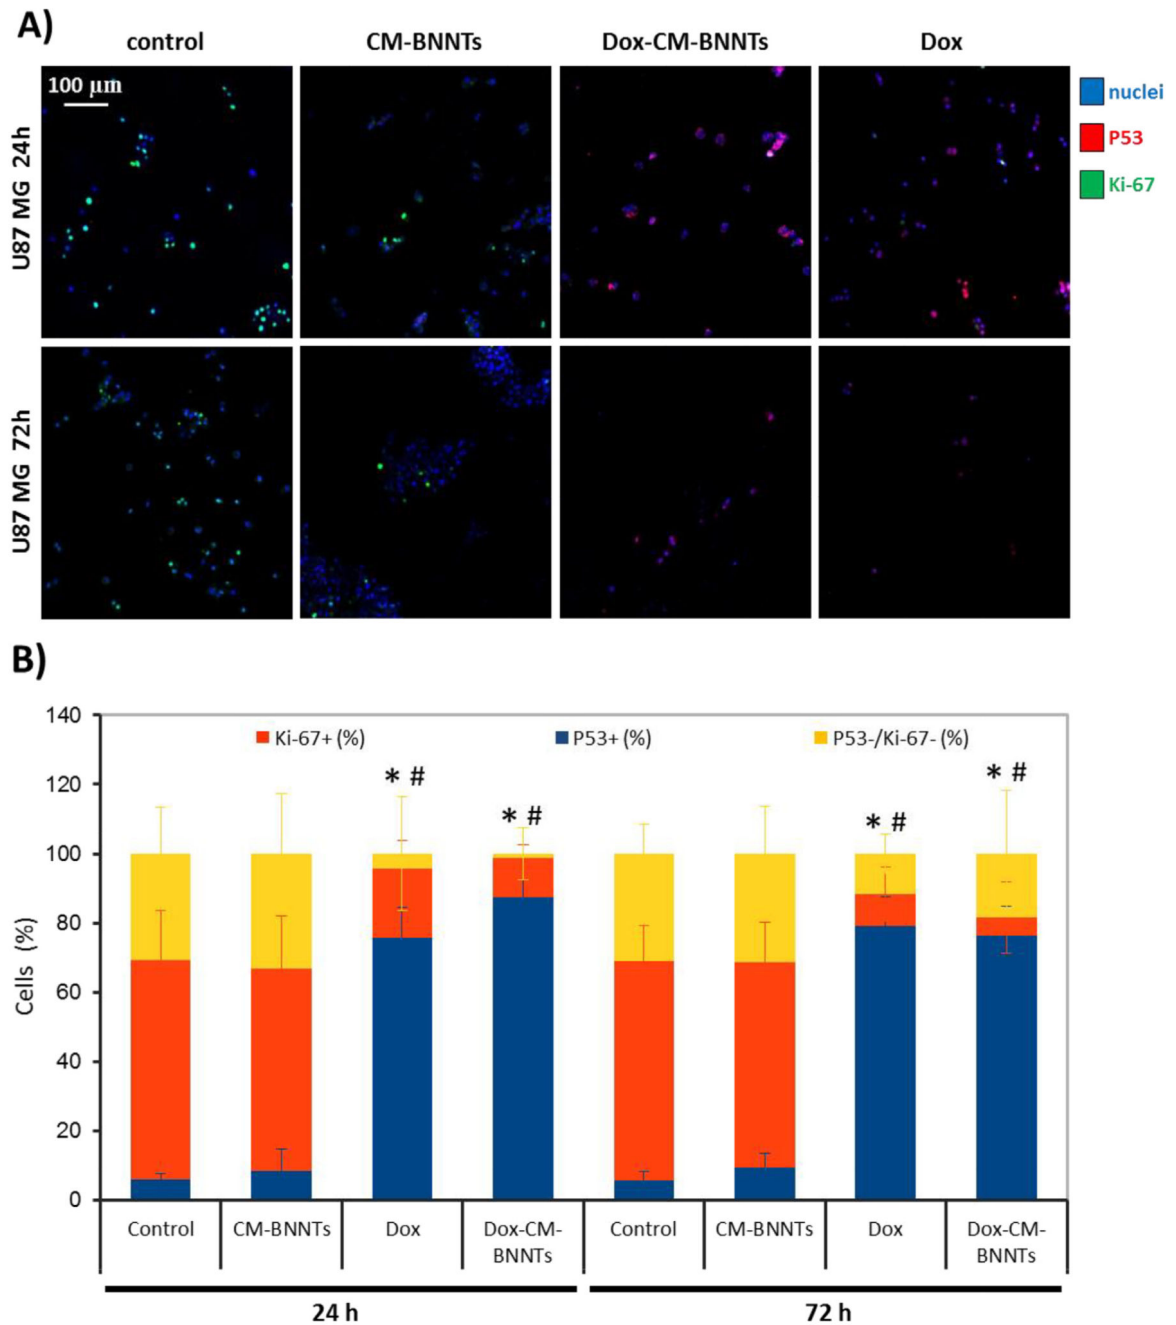 A)
control CM-BNNTs Dox-CM-BNNTs Dox
100 µm
nuclei
P53
Ki-67
U87 MG 24h
U87 MG 72h
B)
140
120
100
80
60
40
20
0
Cells (%)
Ki-67+ (%) P53+ (%) P53-/Ki-67- (%)
* #
* #
* #
* #
Control CM-BNNTs Dox Dox-CM-
BNNTs
Control CM-BNNTs Dox Dox-CM-
BNNTs
24 h 72 h